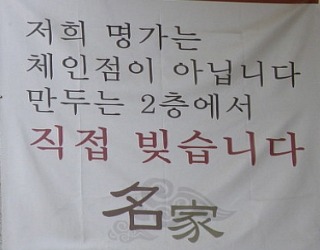 저희 명가는
체인점이 아닙니다
만두는 2층에서
직접 빚습니다
名家